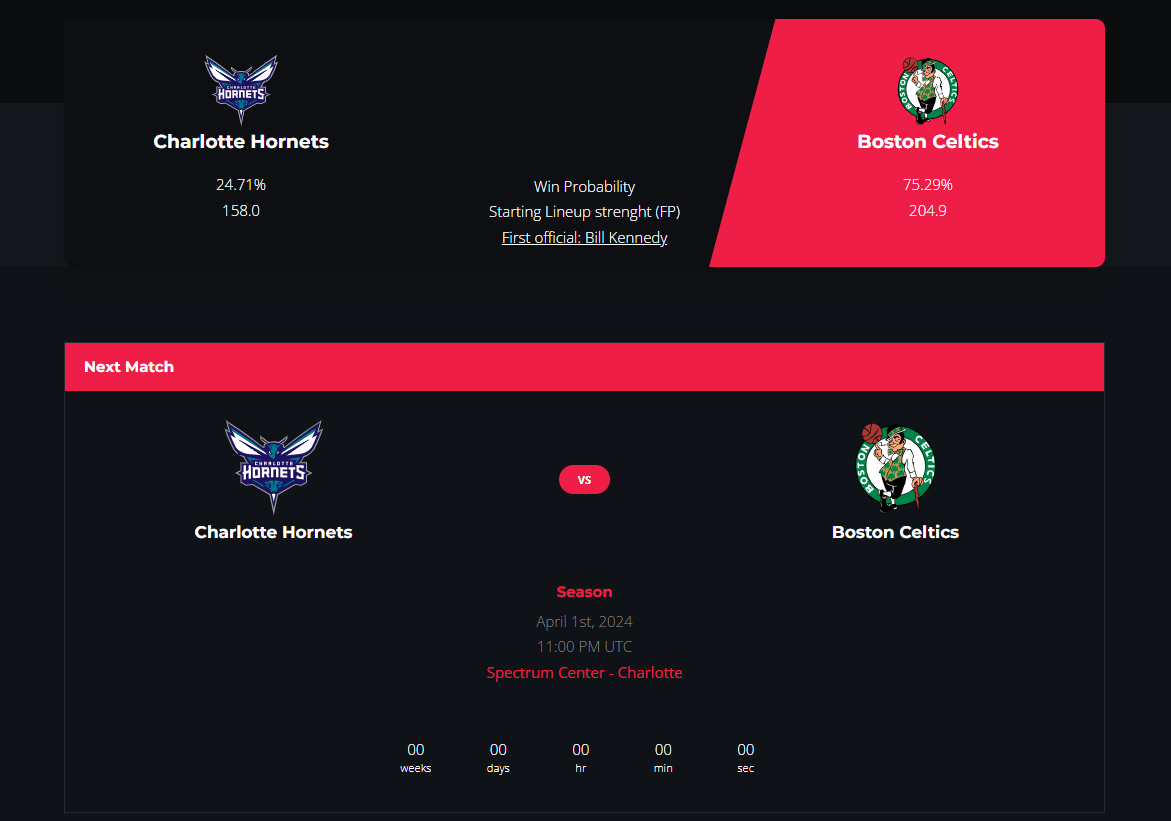 CHARLOTTE
HORNETS
BOSTON CELTICS
Charlotte Hornets
Boston Celtics
24.71%
Win Probability
75.29%
158.0
Starting Lineup strenght (FP)
204.9
First official: Bill Kennedy
Next Match
CHARLOTTE
HORNETS
BOSTON CELTICS
VS
Charlotte Hornets
Boston Celtics
Season
April 1st, 2024
11:00 PM UTC
Spectrum Center - Charlotte
00 00 00 00 00
weeks days hr min sec